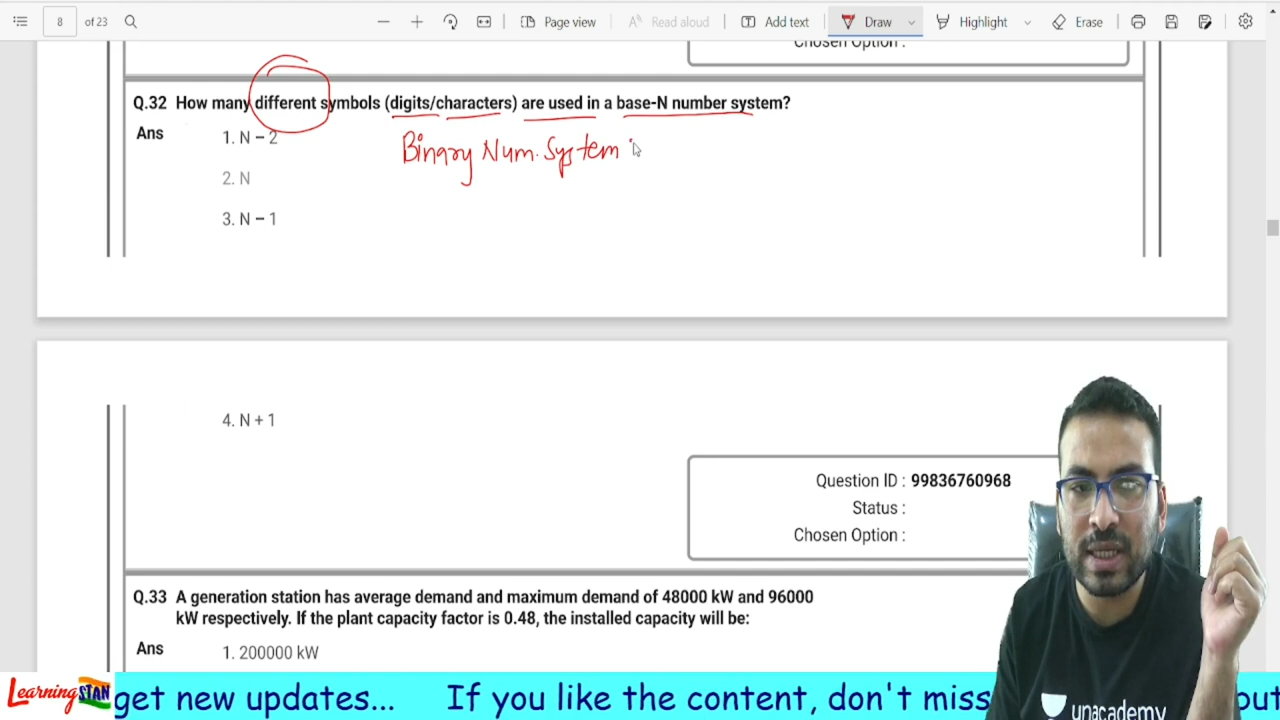 8 of 23 Page view Read aloud Add text Draw Highlight Erase
Chosen Option :
Q.32 How many different symbols (digits/characters) are used in a base-N number system?
Ans 1. N – 2
Binary Num. System
2. N
3. N – 1
4. N + 1
Question ID : 99836760968
Status :
Chosen Option :
Q.33 A generation station has average demand and maximum demand of 48000 kW and 96000
kW respectively. If the plant capacity factor is 0.48, the installed capacity will be:
Ans 1. 200000 kW
Learning STAN get new updates... If you like the content, don't miss out
unacademy